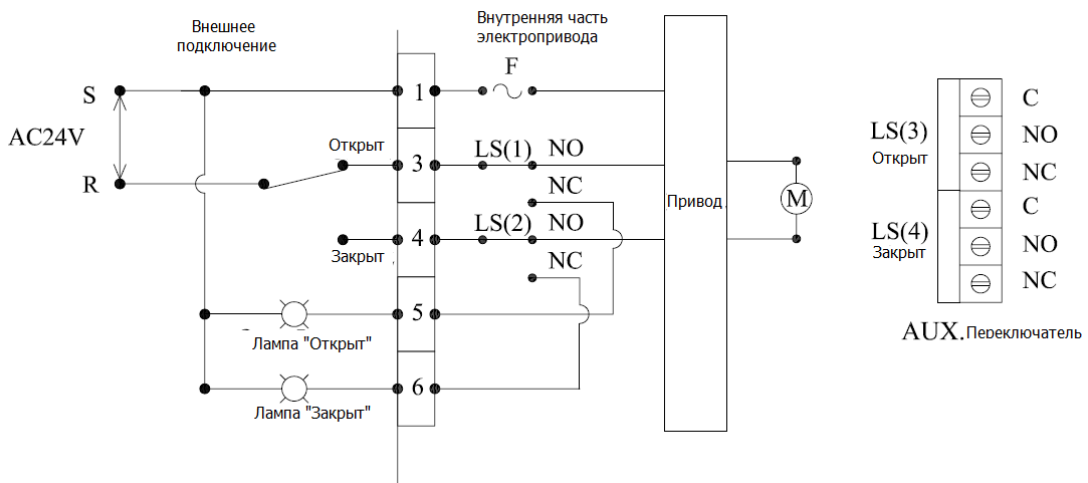 Внешнее
подключение
Внутренняя часть
электропривода
F
S
1
AC24V
R
Открыт
3
LS(1)
NO
NC
Закрыт
4
LS(2)
NO
NC
5
Лампа "Открыт"
6
Лампа "Закрыт"
Привод
M
LS(3)
Открыт
C
NO
NC
LS(4)
Закрыт
C
NO
NC
AUX. Переключатель